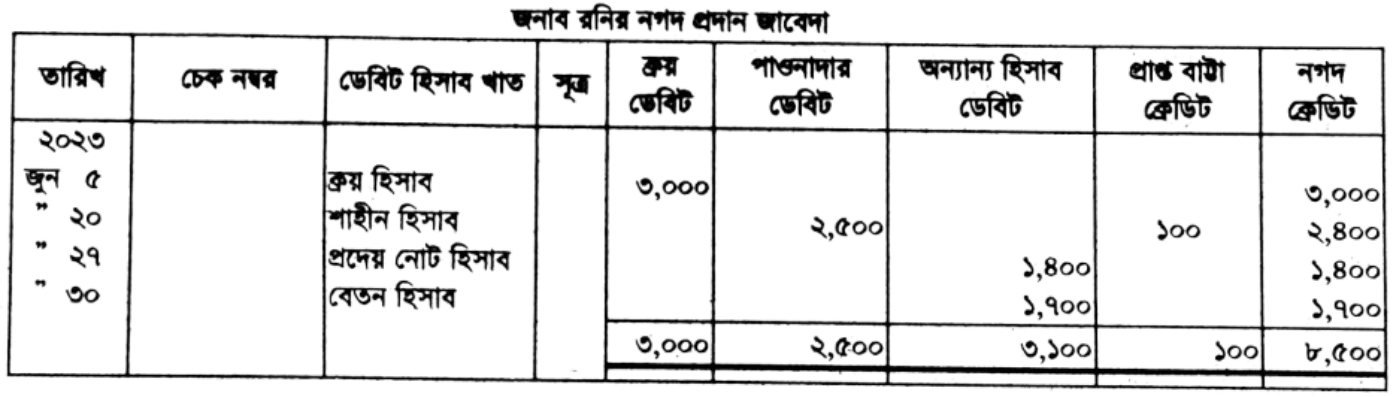 জনাব রনির নগদ প্রদান জাবেদা
তারিখ চেক নম্বর ডেবিট হিসাব খাত সূত্র ক্রয় ডেবিট পাওনাদার ডেবিট অন্যান্য হিসাব ডেবিট প্রাপ্ত বাট্টা ক্রেডিট নগদ ক্রেডিট
২০২৩
জুন ৫ ক্রয় হিসাব ৩,০০০ ৩,০০০
" ২০ শাহীন হিসাব ২,৫০০ ১০০ ২,৪০০
" ২৭ প্রদেয় নোট হিসাব ১,৪০০ ১,৪০০
" ৩০ বেতন হিসাব ১,৭০০ ১,৭০০
৩,০০০ ২,৫০০ ৩,১০০ ১০০ ৮,৫০০